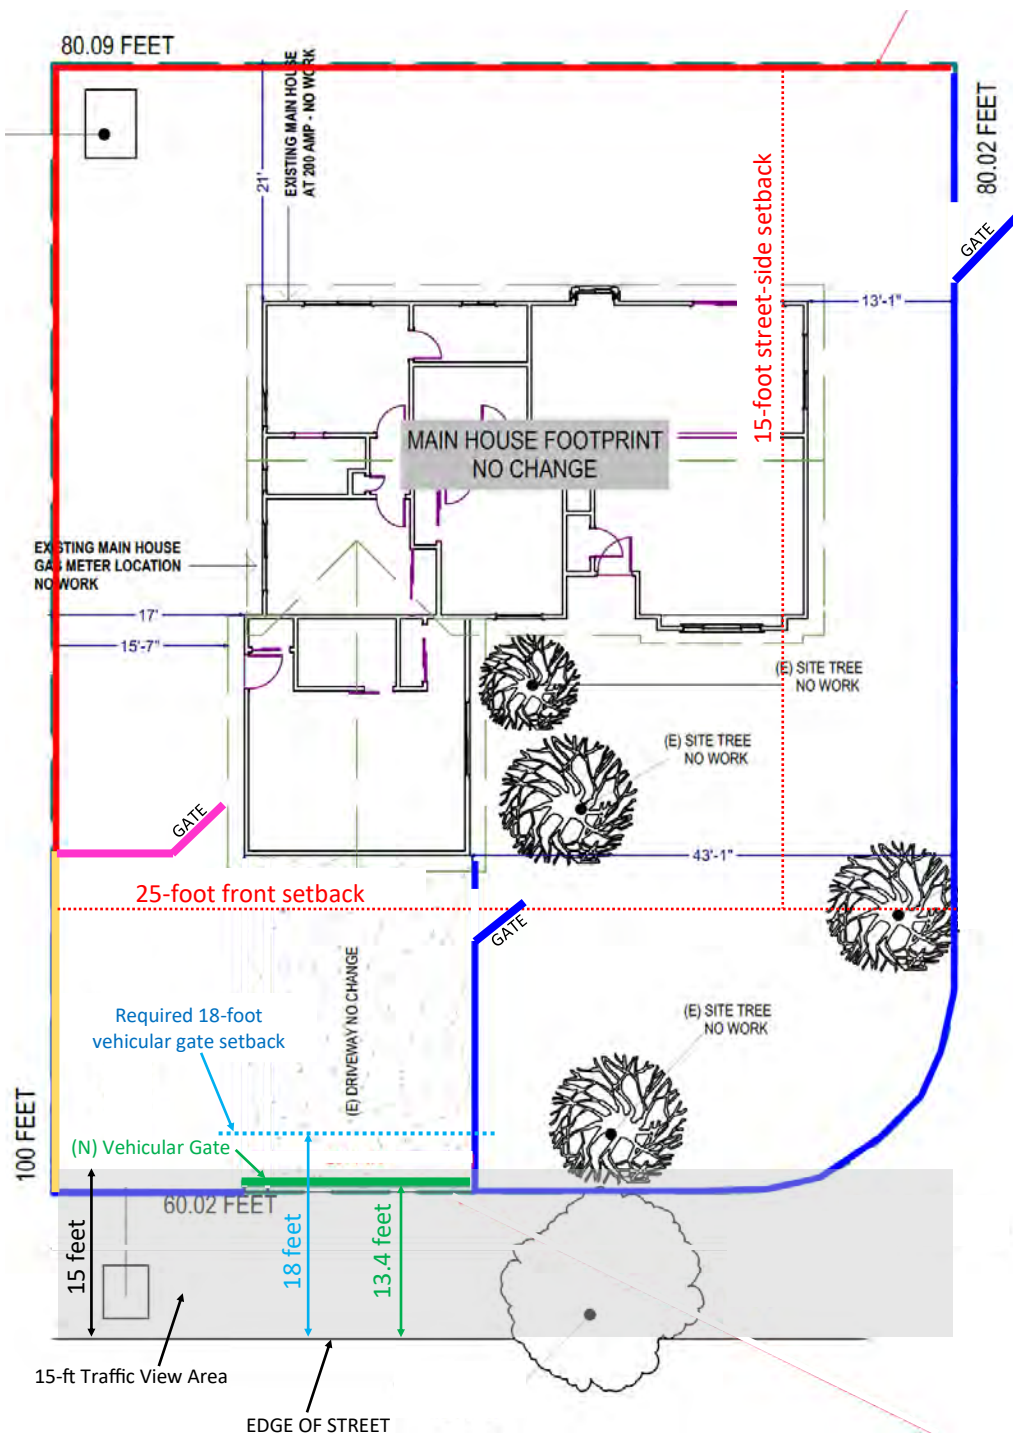 80.09 FEET
EXISTING MAIN HOUSE
AT 200 AMP - NO WORK
80.02 FEET
21'
15-foot street-side setback
GATE
13'-1"
MAIN HOUSE FOOTPRINT
NO CHANGE
EXISTING MAIN HOUSE
GAS METER LOCATION
NO WORK
17'
15'-7"
(E) SITE TREE
NO WORK
(E) SITE TREE
NO WORK
GATE
43'-1"
25-foot front setback
GATE
(E) DRIVEWAY NO CHANGE
Required 18-foot
vehicular gate setback
(E) SITE TREE
NO WORK
100 FEET
(N) Vehicular Gate
60.02 FEET
15 feet
18 feet
13.4 feet
15-ft Traffic View Area
EDGE OF STREET